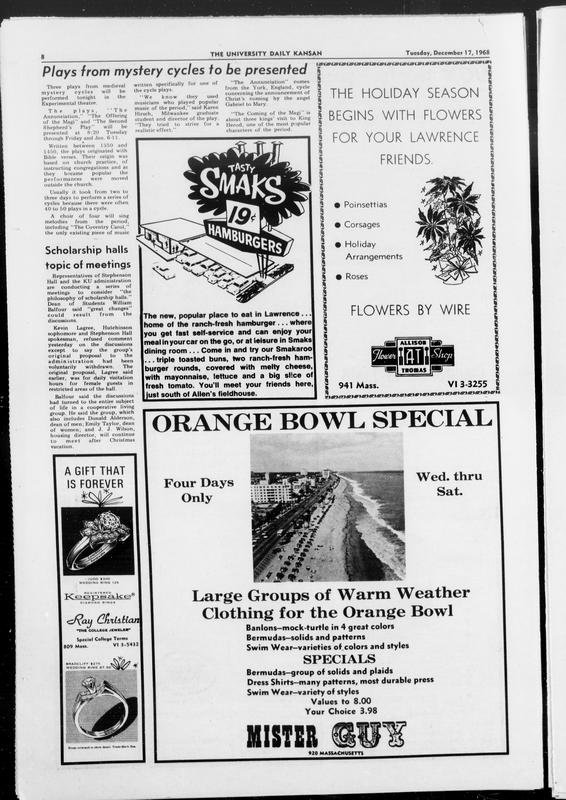 8
THE UNIVERSITY DAILY KANSAN
Tuesday, December 17, 1968
Plays from mystery cycles to be presented
Three plays from medieval
mystery cycles will be
performed tonight in the
Experimental theatre.
The plays, "The
Annunciation," "The Offering
of the Magi" and "The Second
Shepherd's Play" will be
presented at 8:20 Tuesday
through Friday and Jan. 6-11.
Written between 1350 and
1450, the plays originated with
Bible verses. Their origin was
based on church practice, of
instructing congregations and as
they became popular the
performances were moved
outside the church.
Usually it took from two to
three days to perform a series of
cycles because there were often
40 to 50 plays in a cycle.
A choir of four will sing
melodies from the period,
including "The Coventry Carol,"
the only existing piece of music
written specifically for one of
the cycle plays.
"We know they used
musicians who played popular
music of the period," said Karen
Hirsch, Milwaukee graduate
student and director of the play.
"They tried to strive for a
realistic effect."
"The Annunciation" comes
from the York, England, cycle
concerning the announcement of
Christ's coming by the angel
Gabriel to Mary.
"The Coming of the Magi" is
about three kings' visit to King
Herod, one of the most popular
characters of the period.
Scholarship halls
topic of meetings
Representatives of Stephenson
Hall and the KU administration
are conducting a series of
meetings to consider "the
philosophy of scholarship halls."
Dean of Students William
Balfour said "great changes"
could result from the
discussions.
Kevin Lagree, Hutchinson
sophomore and Stephenson Hall
spokesman, refused comment
yesterday on the discussions
except to say the group's
original proposal to the
administration had been
voluntarily withdrawn. The
original proposal, Lagree said
earlier, was for daily visitation
hours for female guests in
restricted areas of the hall.
Balfour said the discussions
had turned to the entire subject
of life in a cooperative living
group. He said the group, which
also includes Donald Alderson,
dean of men; Emily Taylor, dean
of women; and J. J. Wilson,
housing director, will continue
to meet after Christmas
vacation.
TASTY
SMAKS
19¢
HAMBURGERS
The new, popular place to eat in Lawrence . . .
home of the ranch-fresh hamburger . . . where
you get fast self-service and can enjoy your
meal in your car on the go, or at leisure in Smaks
dining room . . . Come in and try our Smakaroo
. . . triple toasted buns, two ranch-fresh ham-
burger rounds, covered with melty cheese,
with mayonnaise, lettuce and a big slice of
fresh tomato. You'll meet your friends here,
just south of Allen's fieldhouse.
THE HOLIDAY SEASON
BEGINS WITH FLOWERS
FOR YOUR LAWRENCE
FRIENDS.
● Poinsettias
● Corsages
● Holiday
Arrangements
● Roses
FLOWERS BY WIRE
ALLISON
Flower AT Shop
THOMAS
941 Mass.
VI 3-3255
A GIFT THAT
IS FOREVER
WEDDING RING 125
REGISTERED
Keepsake®
DIAMOND RINGS
Ray Christian
"THE COLLEGE JEWELER"
Special College Terms
809 Mass.
VI 3-5432
ORANGE BOWL SPECIAL
Four Days
Only
Wed. thru
Sat.
Large Groups of Warm Weather
Clothing for the Orange Bowl
Banlons—mock-turtle in 4 great colors
Bermudas—solids and patterns
Swim Wear—varieties of colors and styles
SPECIALS
Bermudas—group of solids and plaids
Dress Shirts—many patterns, most durable press
Swim Wear—variety of styles
Values to 8.00
Your Choice 3.98
MISTER GUY
920 MASSACHUSETTS